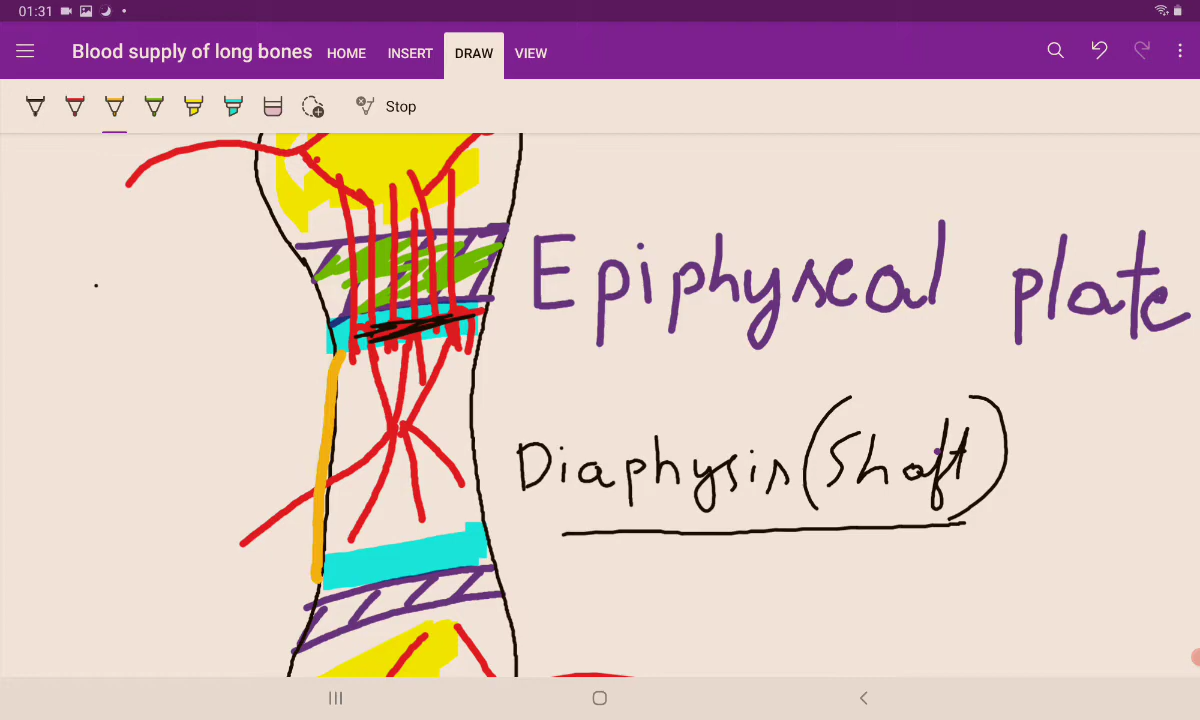 01:31
Blood supply of long bones HOME INSERT DRAW VIEW
Stop
Epiphyseal plate
Diaphysis (Shaft)